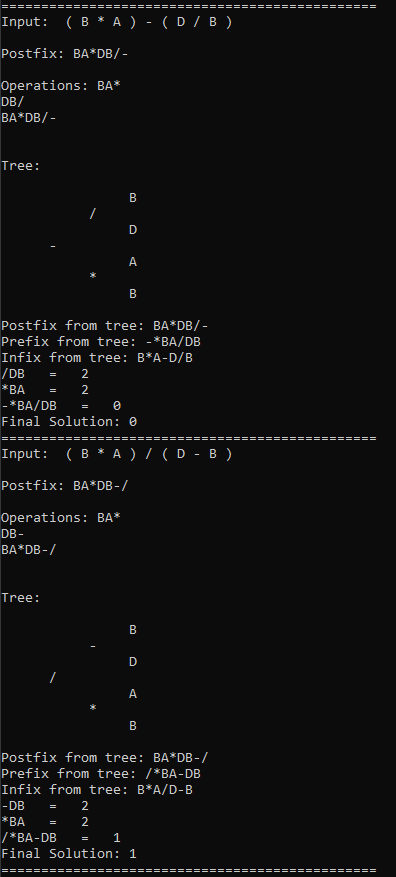 ===============================================
Input:  ( B * A ) - ( D / B )
Postfix: BA*DB/-
Operations: BA*
DB/
BA*DB/-
Tree:
                B
           /
                D
      -
                A
           *
                B
Postfix from tree: BA*DB/-
Prefix from tree: -*BA/DB
Infix from tree: B*A-D/B
/DB   =   2
*BA   =   2
-*BA/DB   =   0
Final Solution: 0
===============================================
Input:  ( B * A ) / ( D - B )
Postfix: BA*DB-/
Operations: BA*
DB-
BA*DB-/
Tree:
                B
           -
                D
      /
                A
           *
                B
Postfix from tree: BA*DB-/
Prefix from tree: /*BA-DB
Infix from tree: B*A/D-B
-DB   =   2
*BA   =   2
/*BA-DB   =   1
Final Solution: 1
===============================================